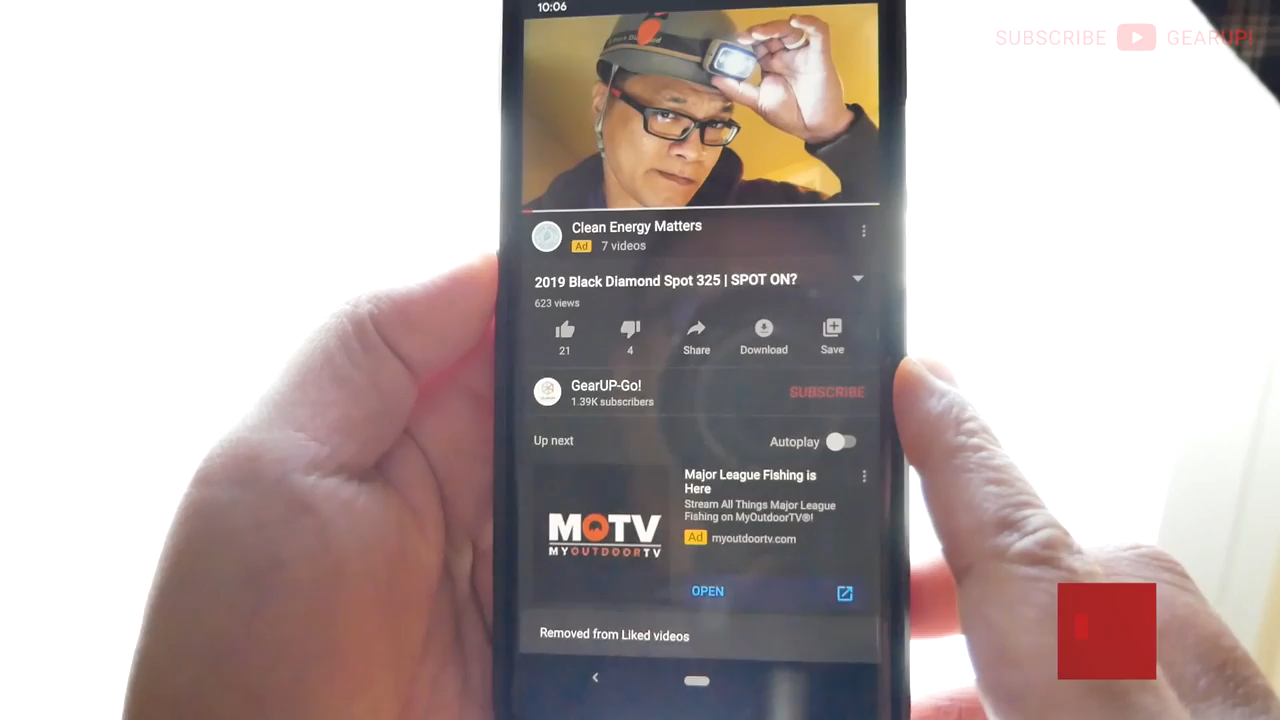 10:06
SUBSCRIBE GEARUP!
Clean Energy Matters
Ad 7 videos
2019 Black Diamond Spot 325 | SPOT ON?
623 views
21 4 Share Download Save
GearUP-Go!
1.39K subscribers
SUBSCRIBE
Up next
Autoplay
Major League Fishing is
Here
Stream All Things Major League
Fishing on MyOutdoorTV®!
Ad myoutdoortv.com
MOTV
MYOUTDOORTV
OPEN
Removed from Liked videos